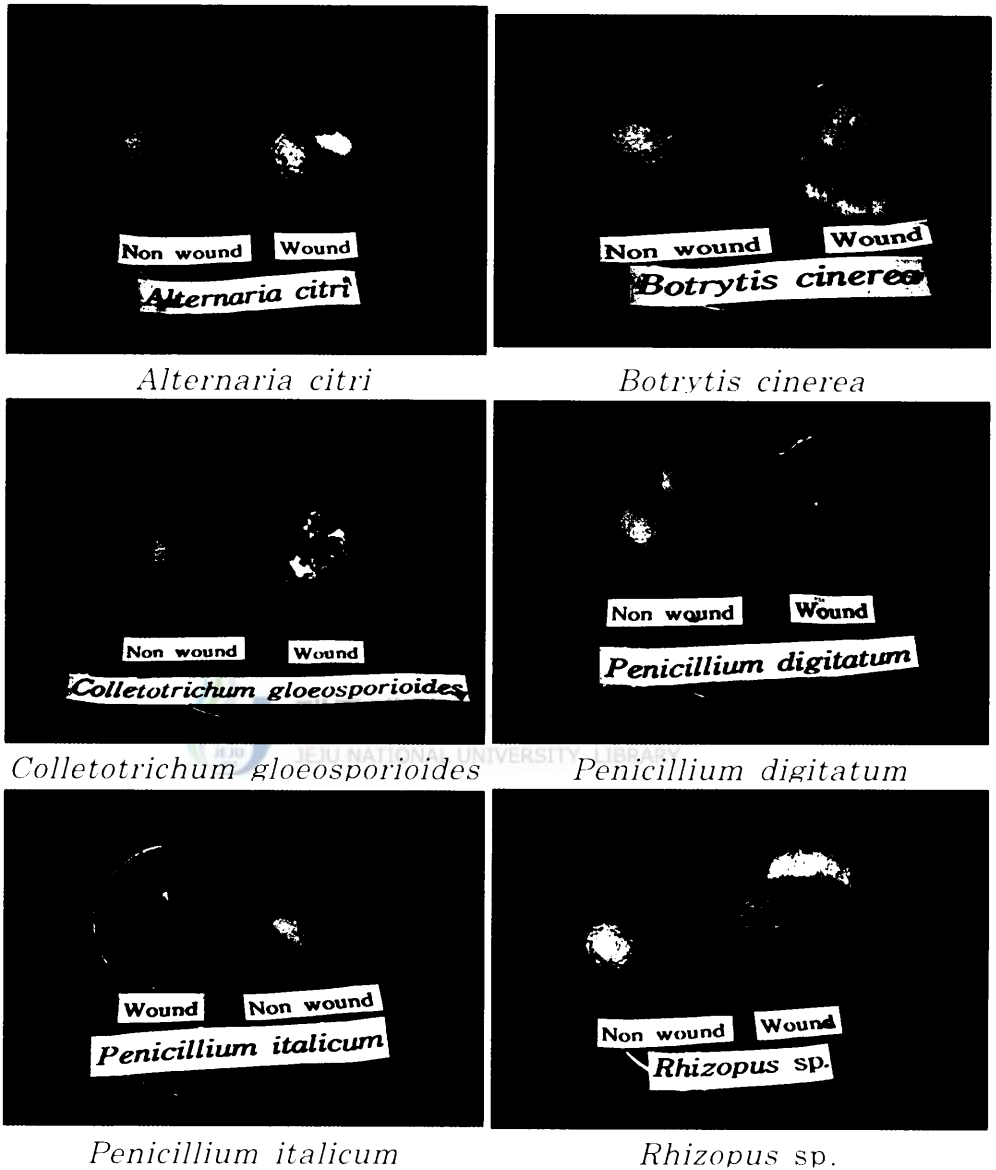 Non wound Wound
Alternaria citri
Non wound Wound
Botrytis cinerea
Alternaria citri Botrytis cinerea
Non wound Wound
Colletotrichum gloeosporioides
Non wound Wound
Penicillium digitatum
JEJU
JEJU NATIONAL UNIVERSITY LIBRARY
Colletotrichum gloeosporioides Penicillium digitatum
Wound Non wound
Penicillium italicum
Non wound Wound
Rhizopus sp.
Penicillium italicum Rhizopus sp.